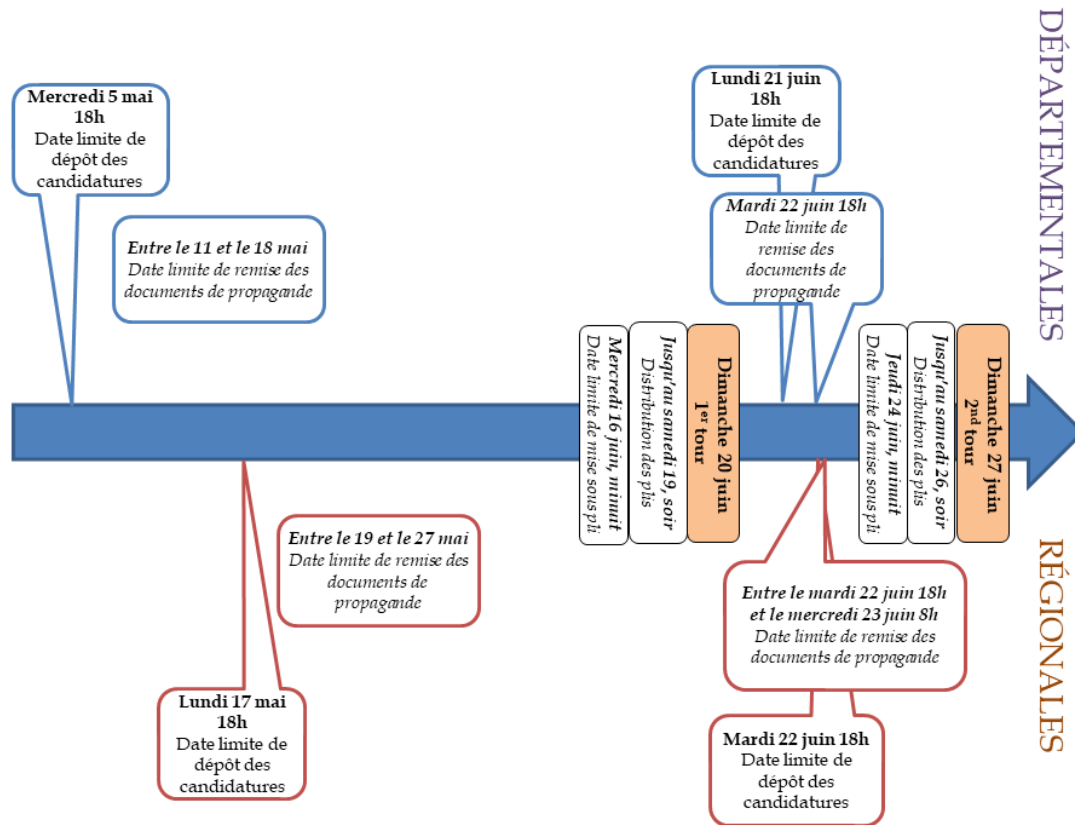 DÉPARTEMENTALES
Mercredi 5 mai
18h
Date limite de
dépôt des
candidatures
Entre le 11 et le 18 mai
Date limite de remise des
documents de propagande
Lundi 21 juin
18h
Date limite de
dépôt des
candidatures
Mardi 22 juin 18h
Date limite de
remise des
documents de
propagande
Mercredi 16 juin, minuit
Date limite de mise sous pli
Jusqu'au samedi 19, soir
Distribution des plis
Dimanche 20 juin
1er tour
Jeudi 24 juin, minuit
Date limite de mise sous pli
Jusqu'au samedi 26, soir
Distribution des plis
Dimanche 27 juin
2nd tour
RÉGIONALES
Entre le 19 et le 27 mai
Date limite de remise des
documents de
propagande
Lundi 17 mai
18h
Date limite de
dépôt des
candidatures
Entre le mardi 22 juin 18h
et le mercredi 23 juin 8h
Date limite de remise des
documents de propagande
Mardi 22 juin 18h
Date limite de
dépôt des
candidatures